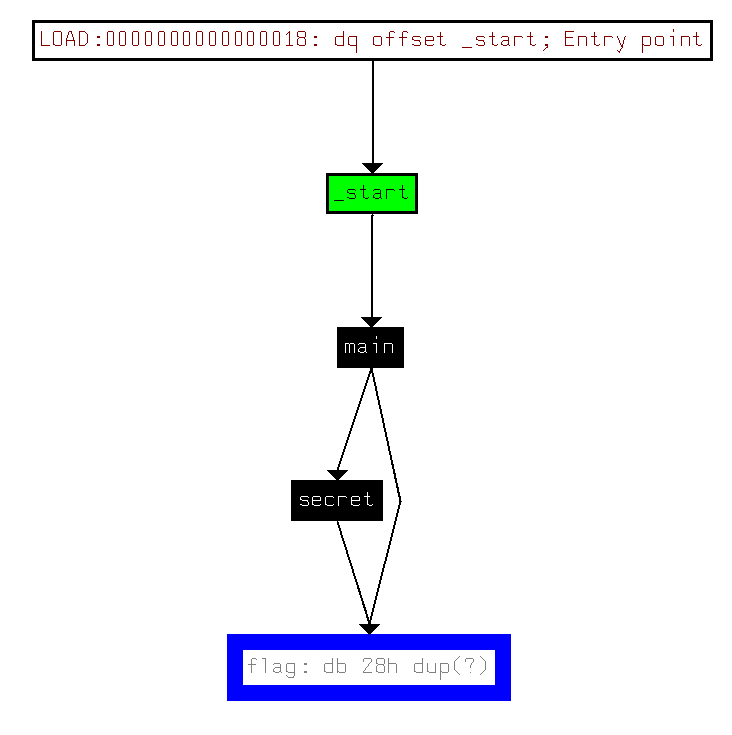 LOAD:0000000000000018: dq offset _start; Entry point
_start
main
secret
flag: db 28h dup(?)